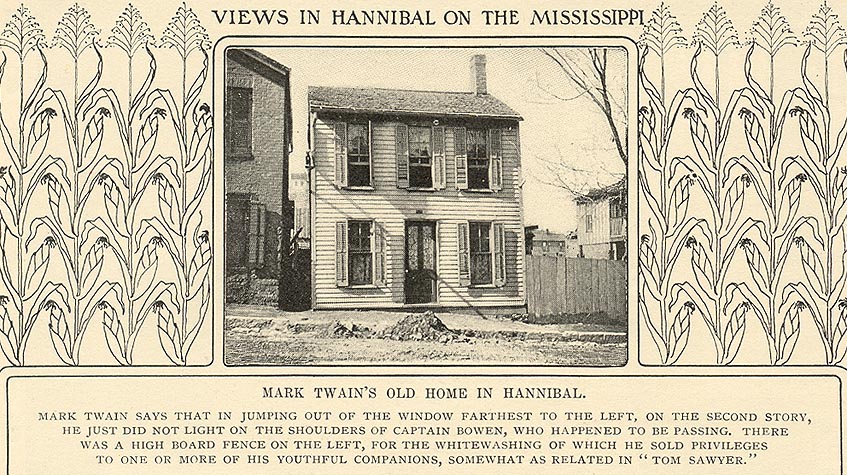 VIEWS IN HANNIBAL ON THE MISSISSIPPI
MARK TWAIN'S OLD HOME IN HANNIBAL.
MARK TWAIN SAYS THAT IN JUMPING OUT OF THE WINDOW FARTHEST TO THE LEFT, ON THE SECOND STORY,
HE JUST DID NOT LIGHT ON THE SHOULDERS OF CAPTAIN BOWEN, WHO HAPPENED TO BE PASSING. THERE
WAS A HIGH BOARD FENCE ON THE LEFT, FOR THE WHITEWASHING OF WHICH HE SOLD PRIVILEGES
TO ONE OR MORE OF HIS YOUTHFUL COMPANIONS, SOMEWHAT AS RELATED IN "TOM SAWYER."